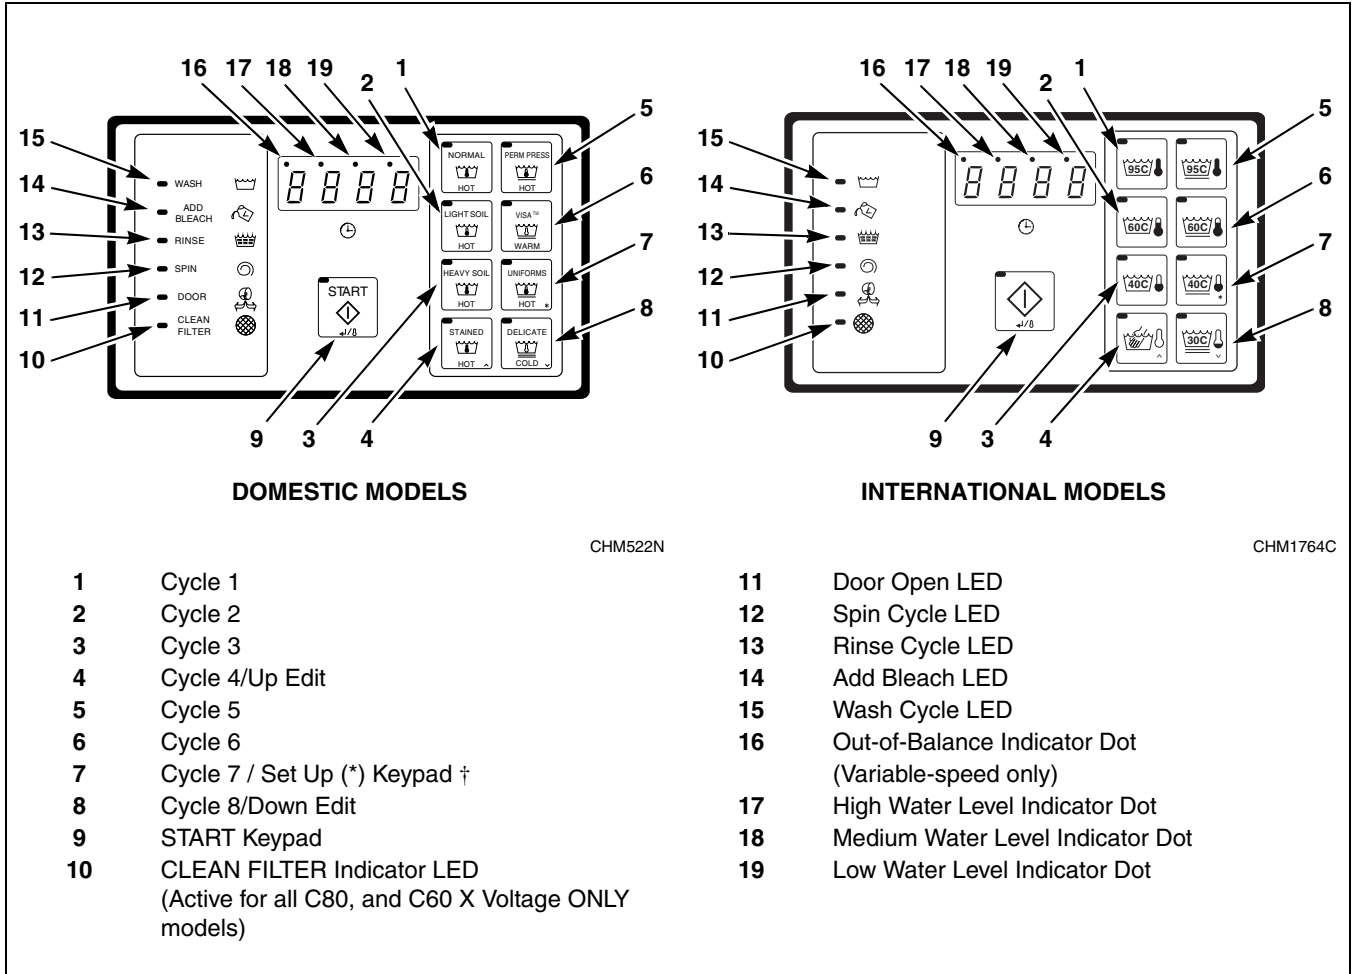 16 17 18 19 2 1
5
15
14
13
12
11
10
6
7
8
WASH
ADD
BLEACH
RINSE
SPIN
DOOR
CLEAN
FILTER
8 8 8 8
START
NORMAL
HOT
PERM PRESS
HOT
LIGHT SOIL
HOT
VISA™
WARM
HEAVY SOIL
HOT
UNIFORMS
HOT *
STAINED
HOT ^
DELICATE
COLD ˅
9 3 4
DOMESTIC MODELS
CHM522N
16 17 18 19 2 1
5
15
14
13
12
11
10
6
7
8
8 8 8 8
95C
95C
60C
60C
40C
40C *
^
30C ˅
9 3 4
INTERNATIONAL MODELS
CHM1764C
1 Cycle 1
2 Cycle 2
3 Cycle 3
4 Cycle 4/Up Edit
5 Cycle 5
6 Cycle 6
7 Cycle 7 / Set Up (*) Keypad †
8 Cycle 8/Down Edit
9 START Keypad
10 CLEAN FILTER Indicator LED
(Active for all C80, and C60 X Voltage ONLY
models)
11 Door Open LED
12 Spin Cycle LED
13 Rinse Cycle LED
14 Add Bleach LED
15 Wash Cycle LED
16 Out-of-Balance Indicator Dot
(Variable-speed only)
17 High Water Level Indicator Dot
18 Medium Water Level Indicator Dot
19 Low Water Level Indicator Dot